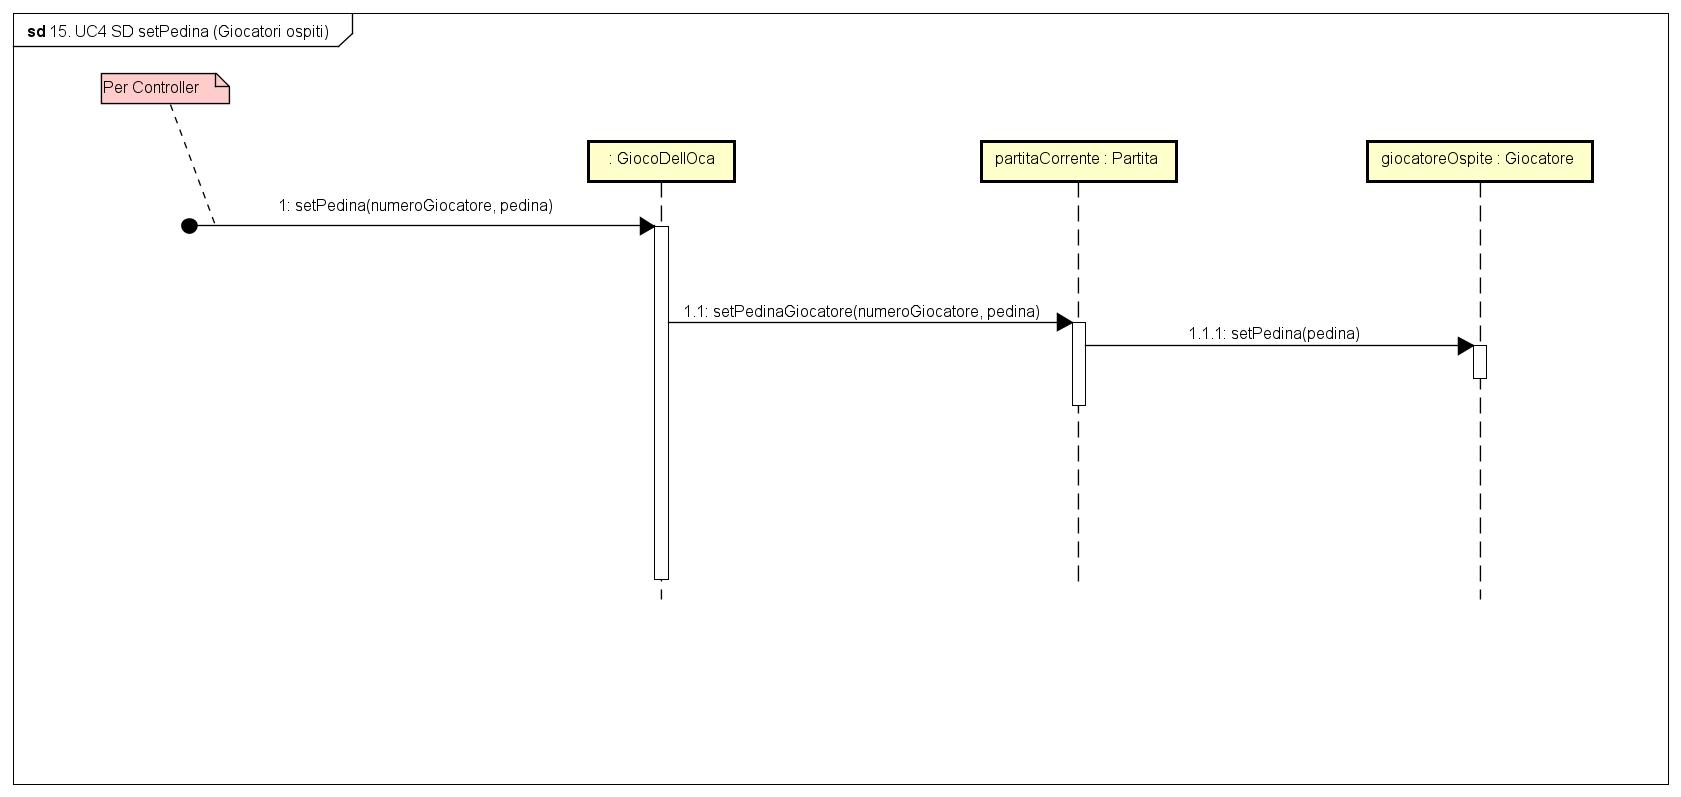 sd 15. UC4 SD setPedina (Giocatori ospiti)
Per Controller
: GiocoDellOca
partitaCorrente : Partita
giocatoreOspite : Giocatore
1: setPedina(numeroGiocatore, pedina)
1.1: setPedinaGiocatore(numeroGiocatore, pedina)
1.1.1: setPedina(pedina)